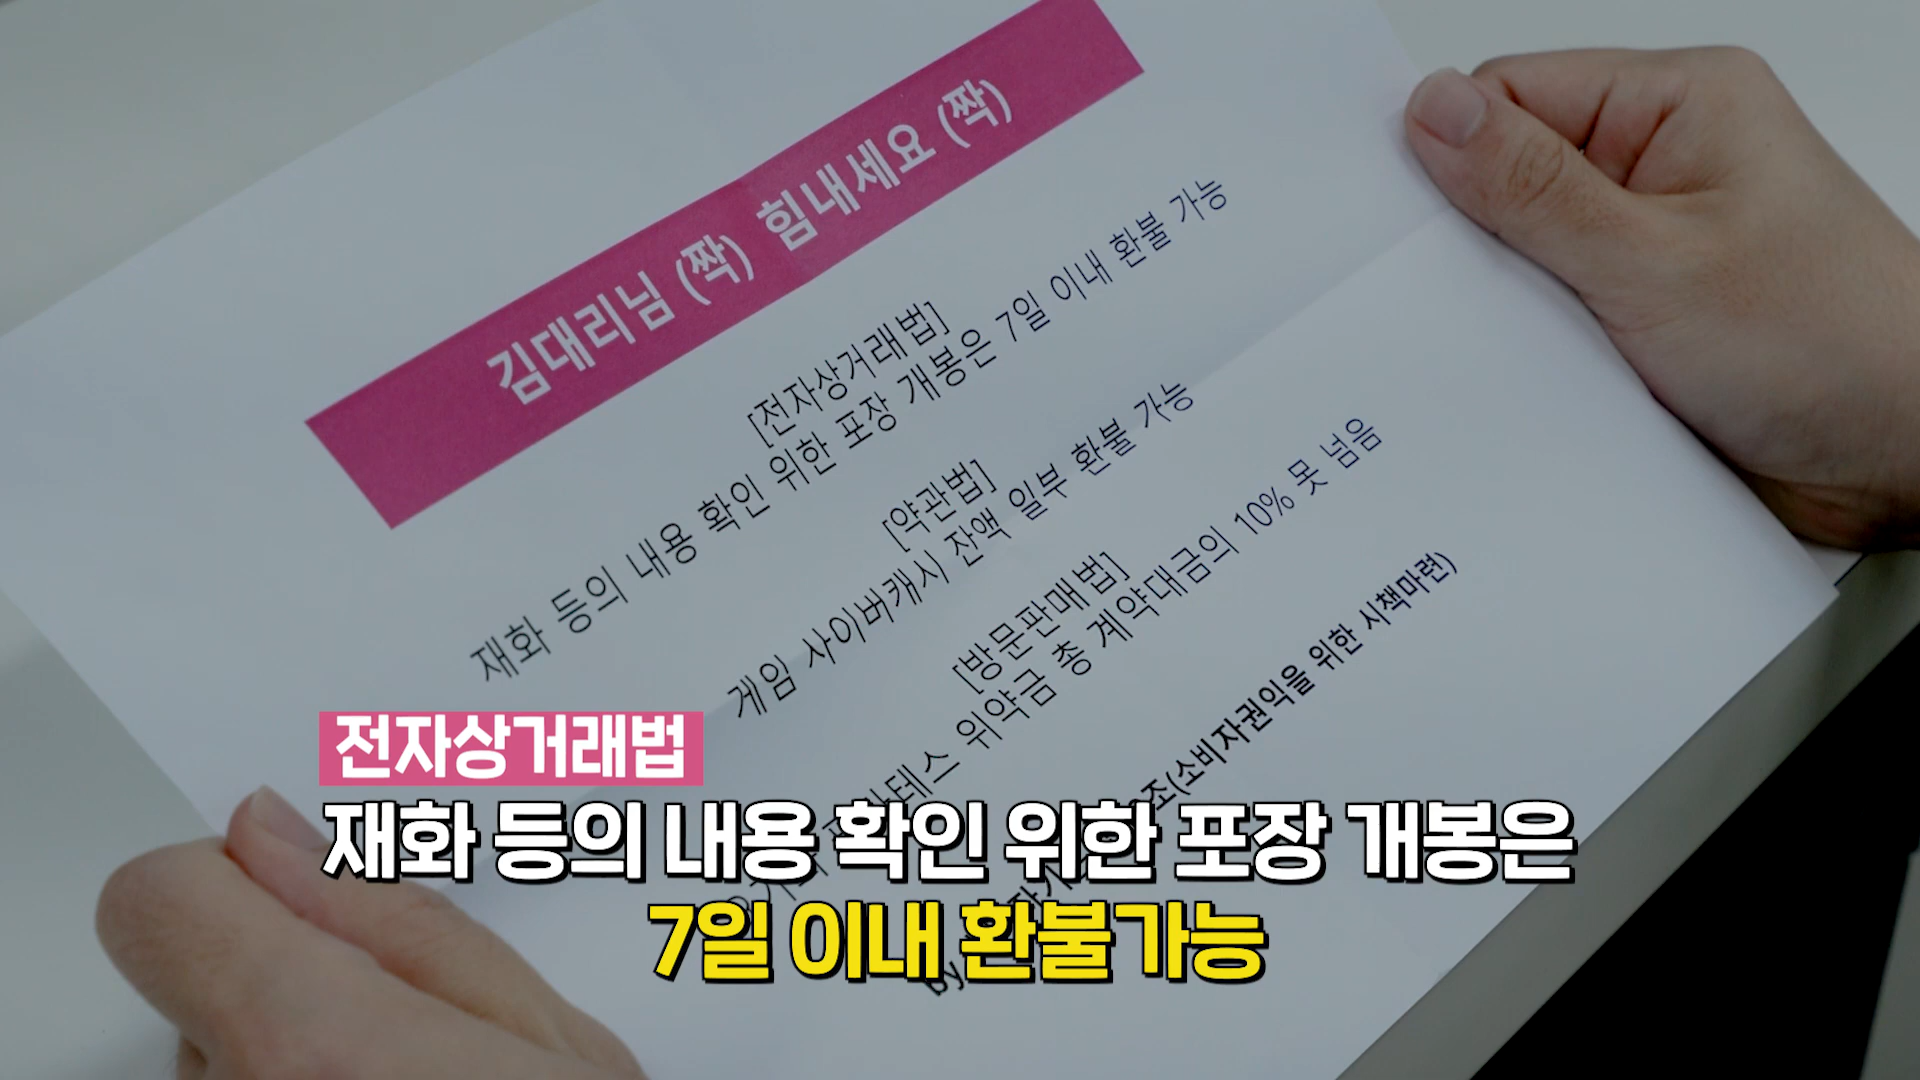 김대리님 (짝) 힘내세요 (짝)
[전자상거래법]
재화 등의 내용 확인 위한 포장 개봉은 7일 이내 환불 가능
[약관법]
게임 사이버캐시 잔액 일부 환불 가능
[방문판매법]
위약금 총 계약대금의 10% 못 넘음
(소비자권익을 위한 시책마련)
by
전자상거래법
재화 등의 내용 확인 위한 포장 개봉은
7일 이내 환불가능